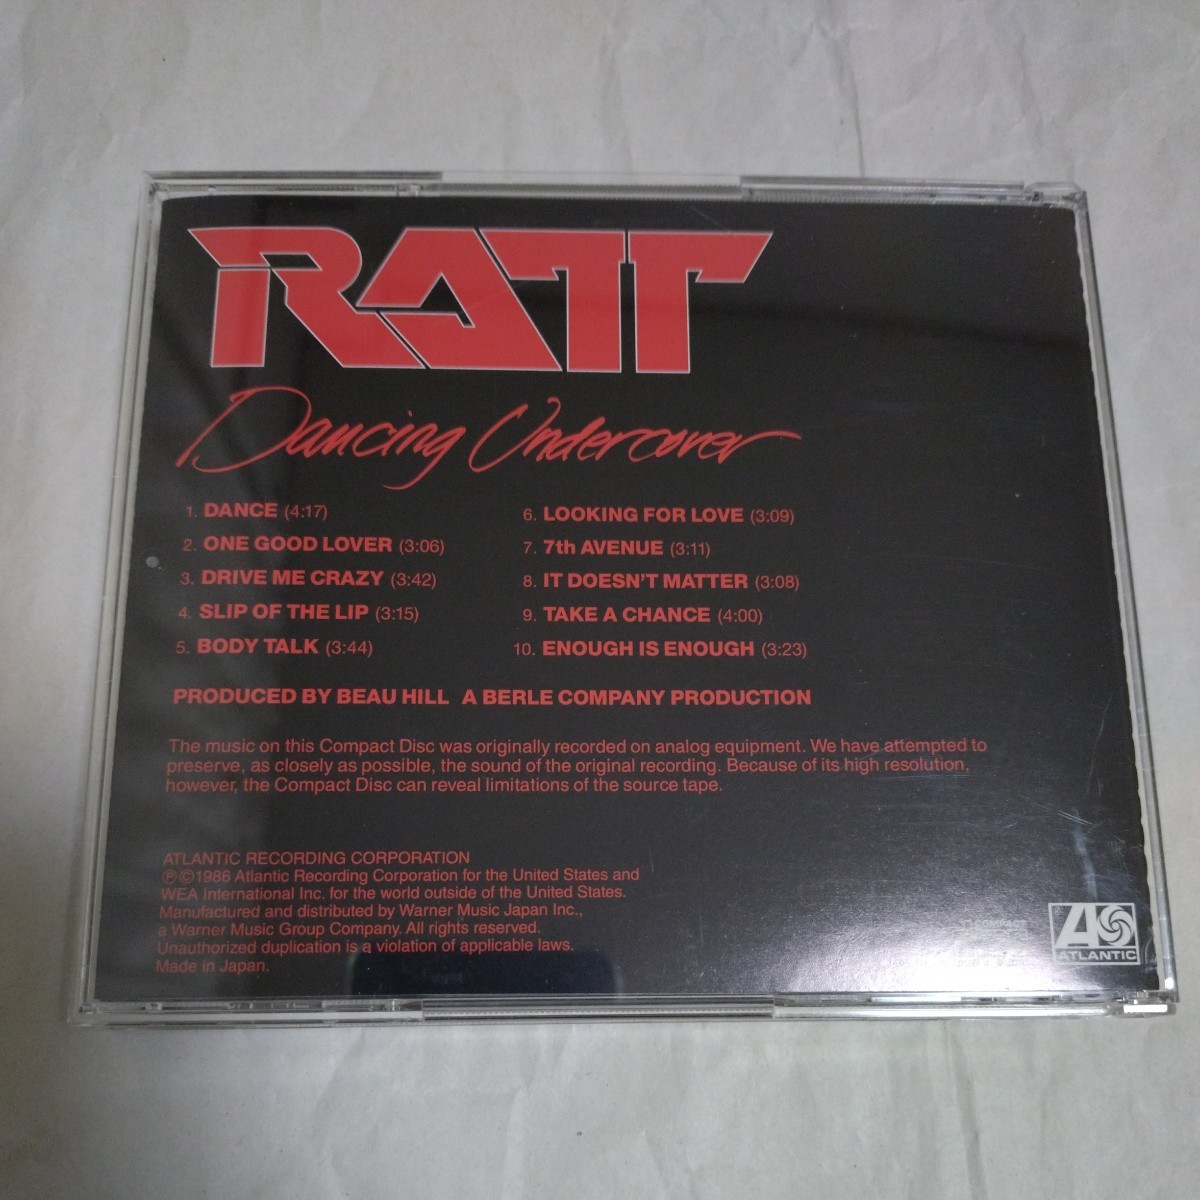 RATT
Dancing Undercover
1. DANCE (4:17)
2. ONE GOOD LOVER (3:06)
3. DRIVE ME CRAZY (3:42)
4. SLIP OF THE LIP (3:15)
5. BODY TALK (3:44)
6. LOOKING FOR LOVE (3:09)
7. 7th AVENUE (3:11)
8. IT DOESN'T MATTER (3:08)
9. TAKE A CHANCE (4:00)
10. ENOUGH IS ENOUGH (3:23)
PRODUCED BY BEAU HILL A BERLE COMPANY PRODUCTION
The music on this Compact Disc was originally recorded on analog equipment. We have attempted to
preserve, as closely as possible, the sound of the original recording. Because of its high resolution,
however, the Compact Disc can reveal limitations of the source tape.
ATLANTIC RECORDING CORPORATION
℗©1986 Atlantic Recording Corporation for the United States and
WEA International Inc. for the world outside of the United States.
Manufactured and distributed by Warner Music Japan Inc.,
a Warner Music Group Company. All rights reserved.
Unauthorized duplication is a violation of applicable laws.
Made in Japan.
ATLANTIC